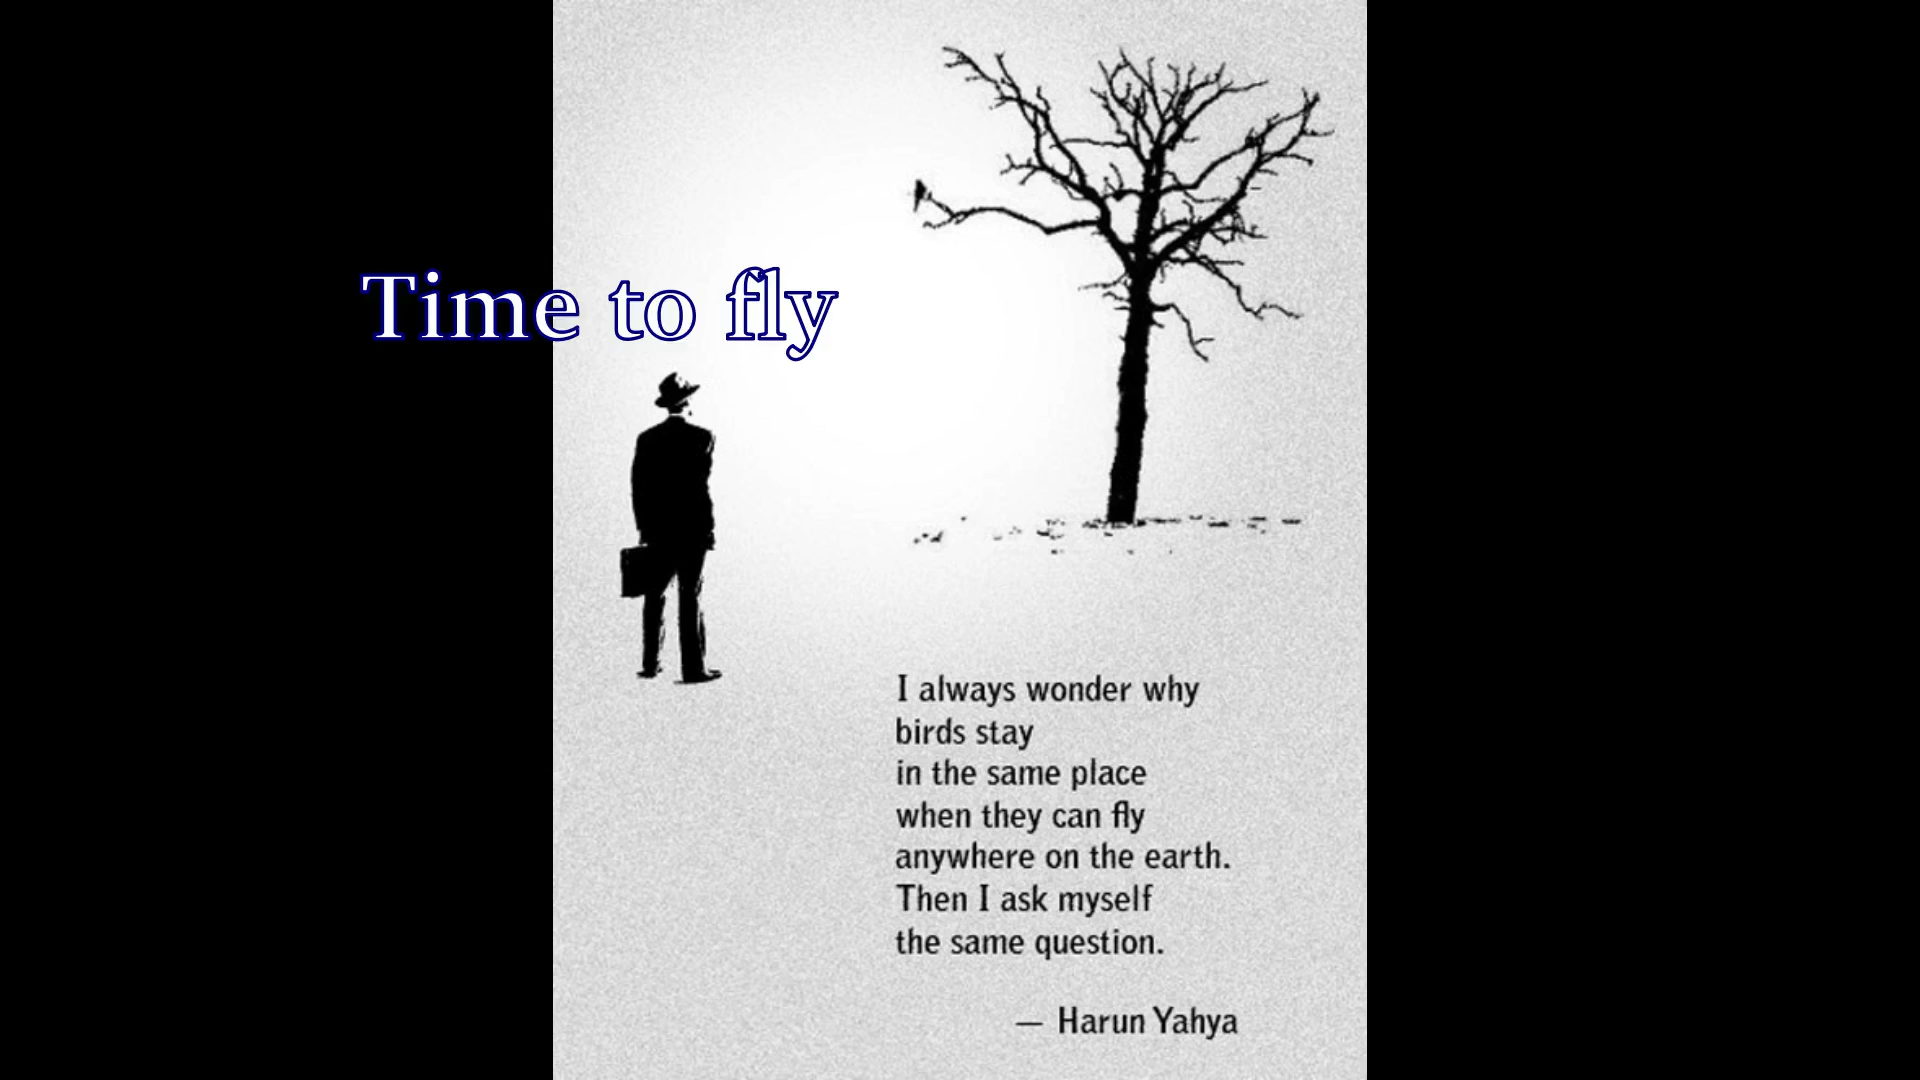 Time to fly
I always wonder why
birds stay
in the same place
when they can fly
anywhere on the earth.
Then I ask myself
the same question.
— Harun Yahya